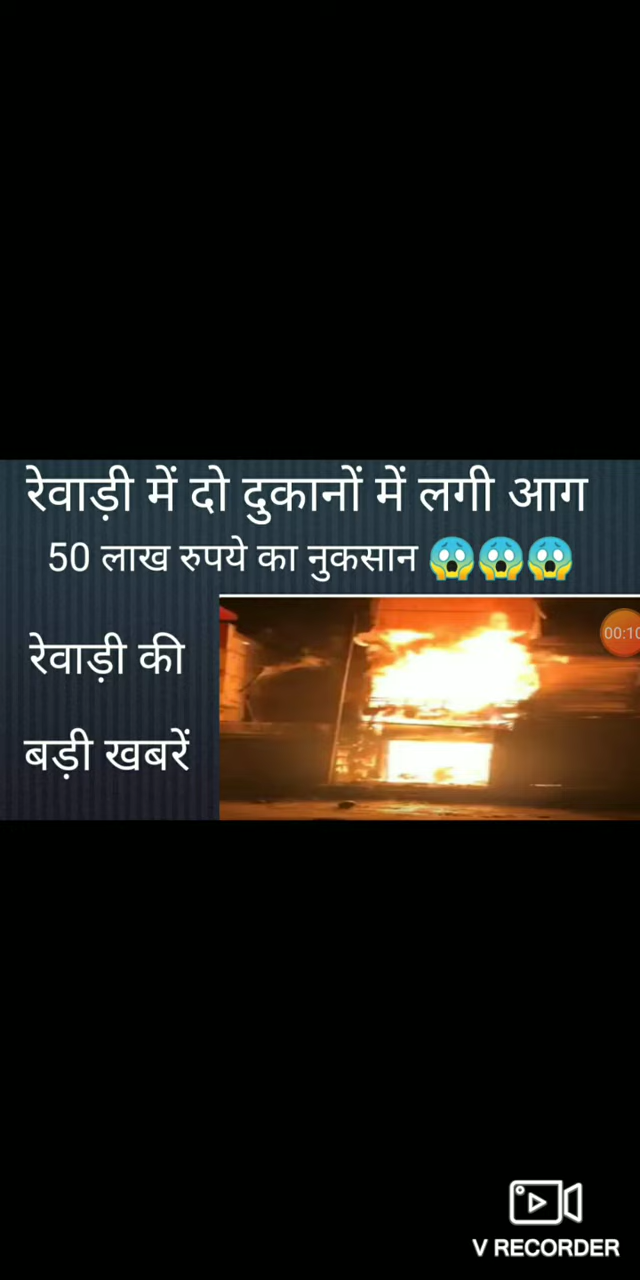 रेवाड़ी में दो दुकानों में लगी आग
50 लाख रुपये का नुकसान 😱😱😱
रेवाड़ी की
बड़ी खबरें
00:10
V RECORDER